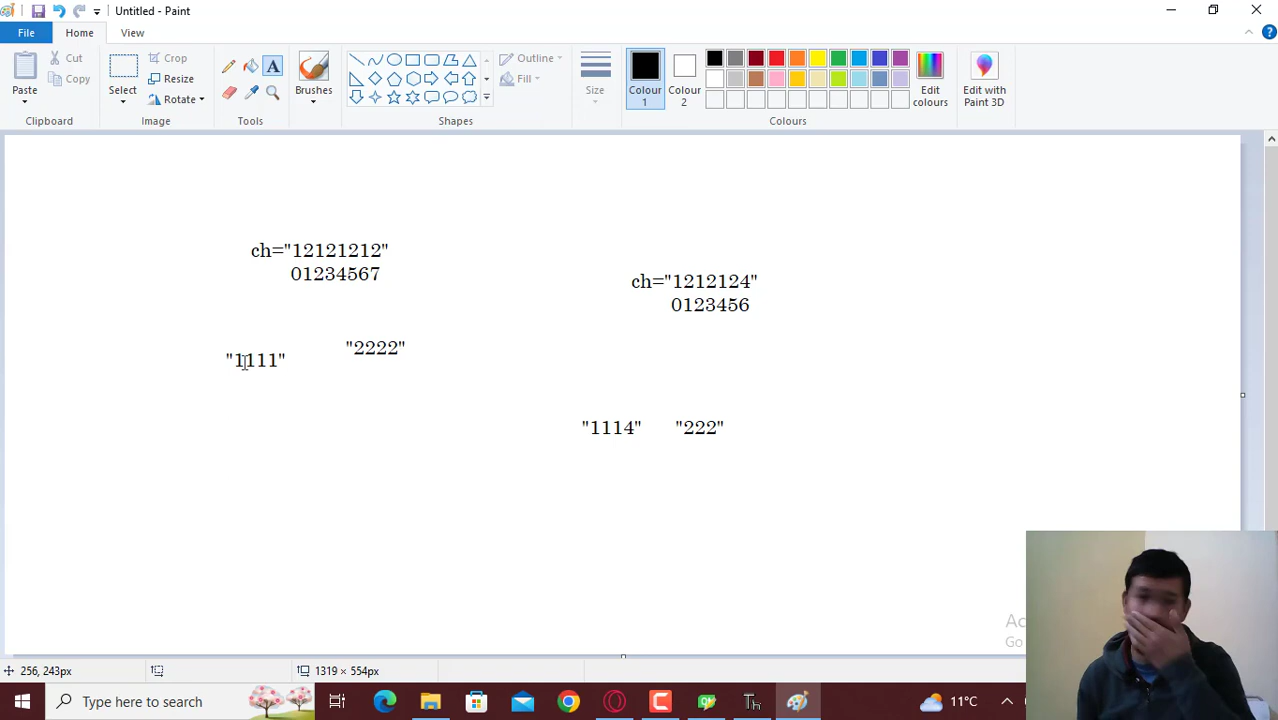 Untitled - Paint
File
Home
View
Paste
Cut
Copy
Clipboard
Select
Crop
Resize
Rotate
Image
A
Tools
Brushes
Outline
Fill
Shapes
Size
Colour 1
Colour 2
Edit colours
Edit with Paint 3D
Colours
ch="12121212"
01234567
"1111"
"2222"
ch="1212124"
0123456
"1114"
"222"
Go
256, 243px
1319 × 554px
Type here to search
Th
11°C